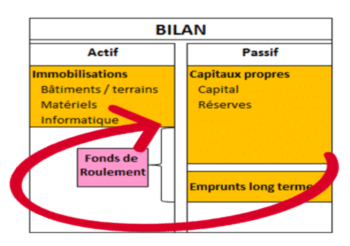 BILAN
Actif
Passif
Immobilisations
Bâtiments / terrains
Matériels
Informatique
Fonds de
Roulement
Capitaux propres
Capital
Réserves
Emprunts long terme